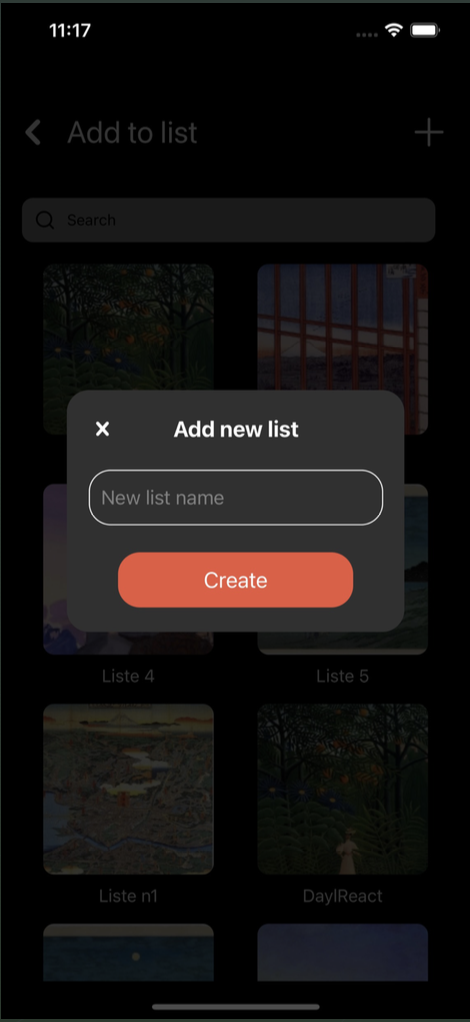 11:17
Add to list
Search
Add new list
New list name
Create
Liste 4
Liste 5
Liste n1
DaylReact